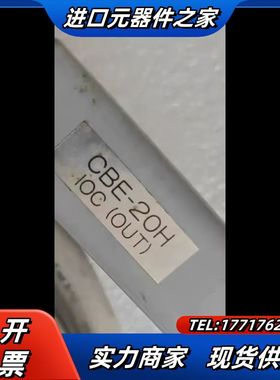 进口元器件之家
CBE-20H
IOC (OUT)
开
票
TEL:1771762
实力商家
现货供